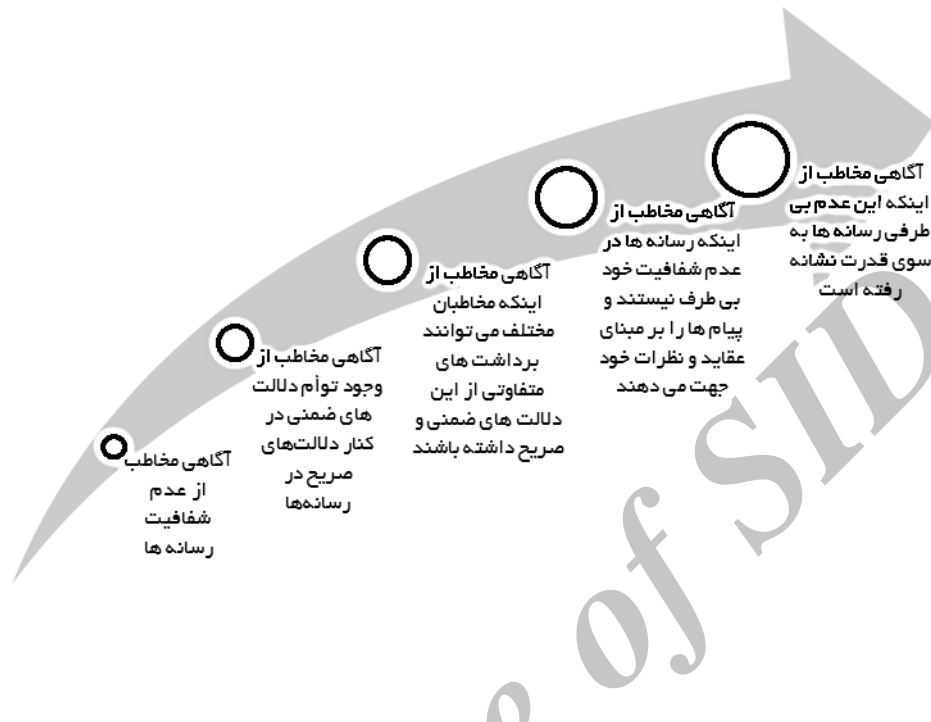 آگاهی مخاطب
از عدم
شفافیت
رسانه ها
آگاهی مخاطب از
وجود توأم دلالت
های ضمنی در
کنار دلالت‌های
صریح در
رسانه‌ها
آگاهی مخاطب از
اینکه مخاطبان
مختلف می توانند
برداشت های
متفاوتی از این
دلالت های ضمنی و
صریح داشته باشند
آگاهی مخاطب از
اینکه رسانه ها در
عدم شفافیت خود
بی طرف نیستند و
پیام ها را بر مبنای
عقاید و نظرات خود
جهت می دهند
آگاهی مخاطب از
اینکه این عدم بی
طرفی رسانه ها به
سوی قدرت نشانه
رفته است
of SID